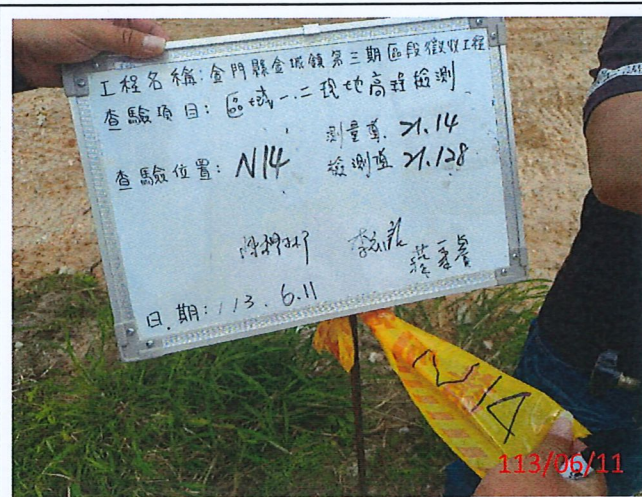 工程名稱:金門縣金城鎮第三期區段徵收工程
查驗項目:區域一.二現地高程檢測
測量值 21.14
查驗位置: N14 檢測值 21.128
日.期:113.6.11
N14
113/06/11